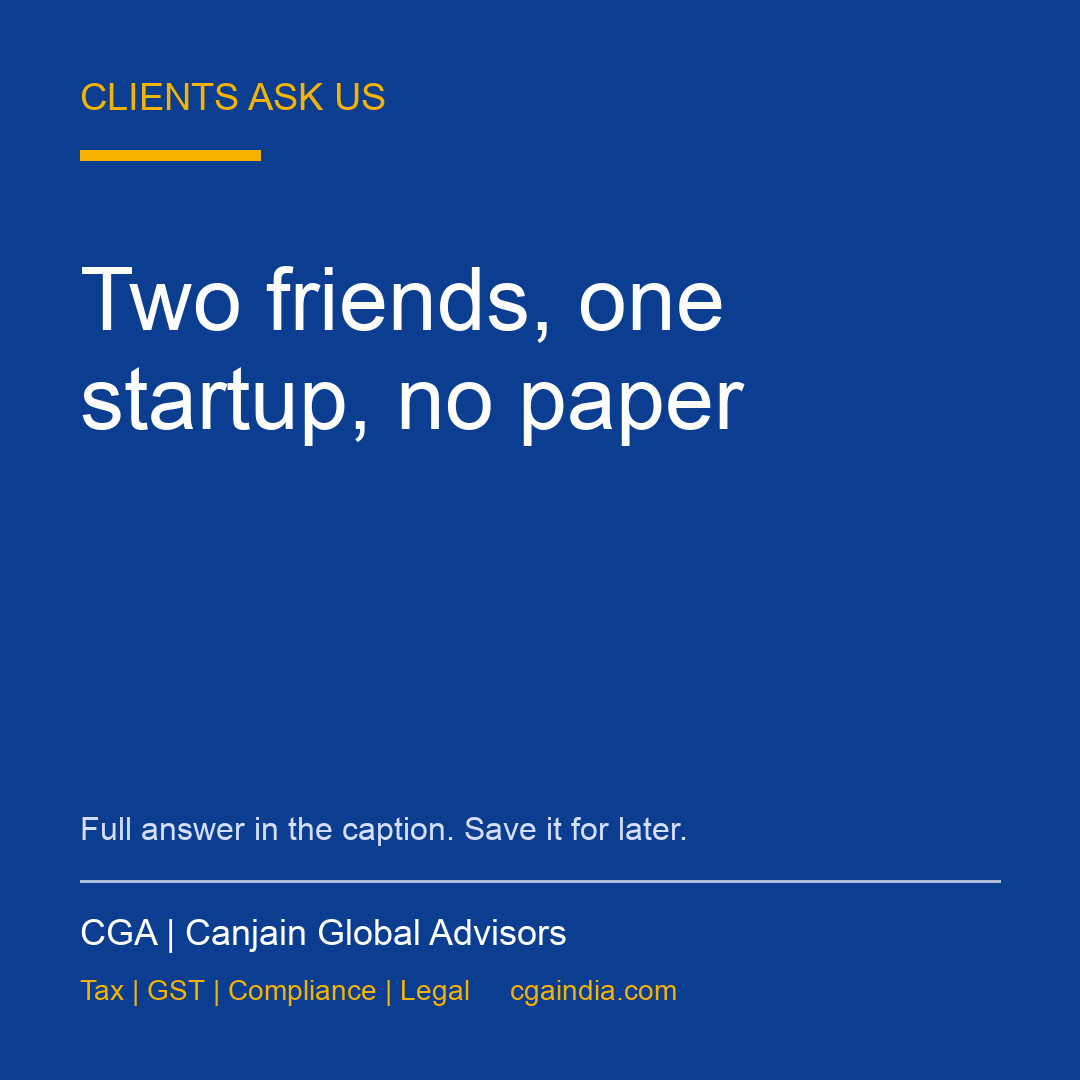 CLIENTS ASK US
Two friends, one
startup, no paper
Full answer in the caption. Save it for later.
CGA | Canjain Global Advisors
Tax | GST | Compliance | Legal cgaindia.com